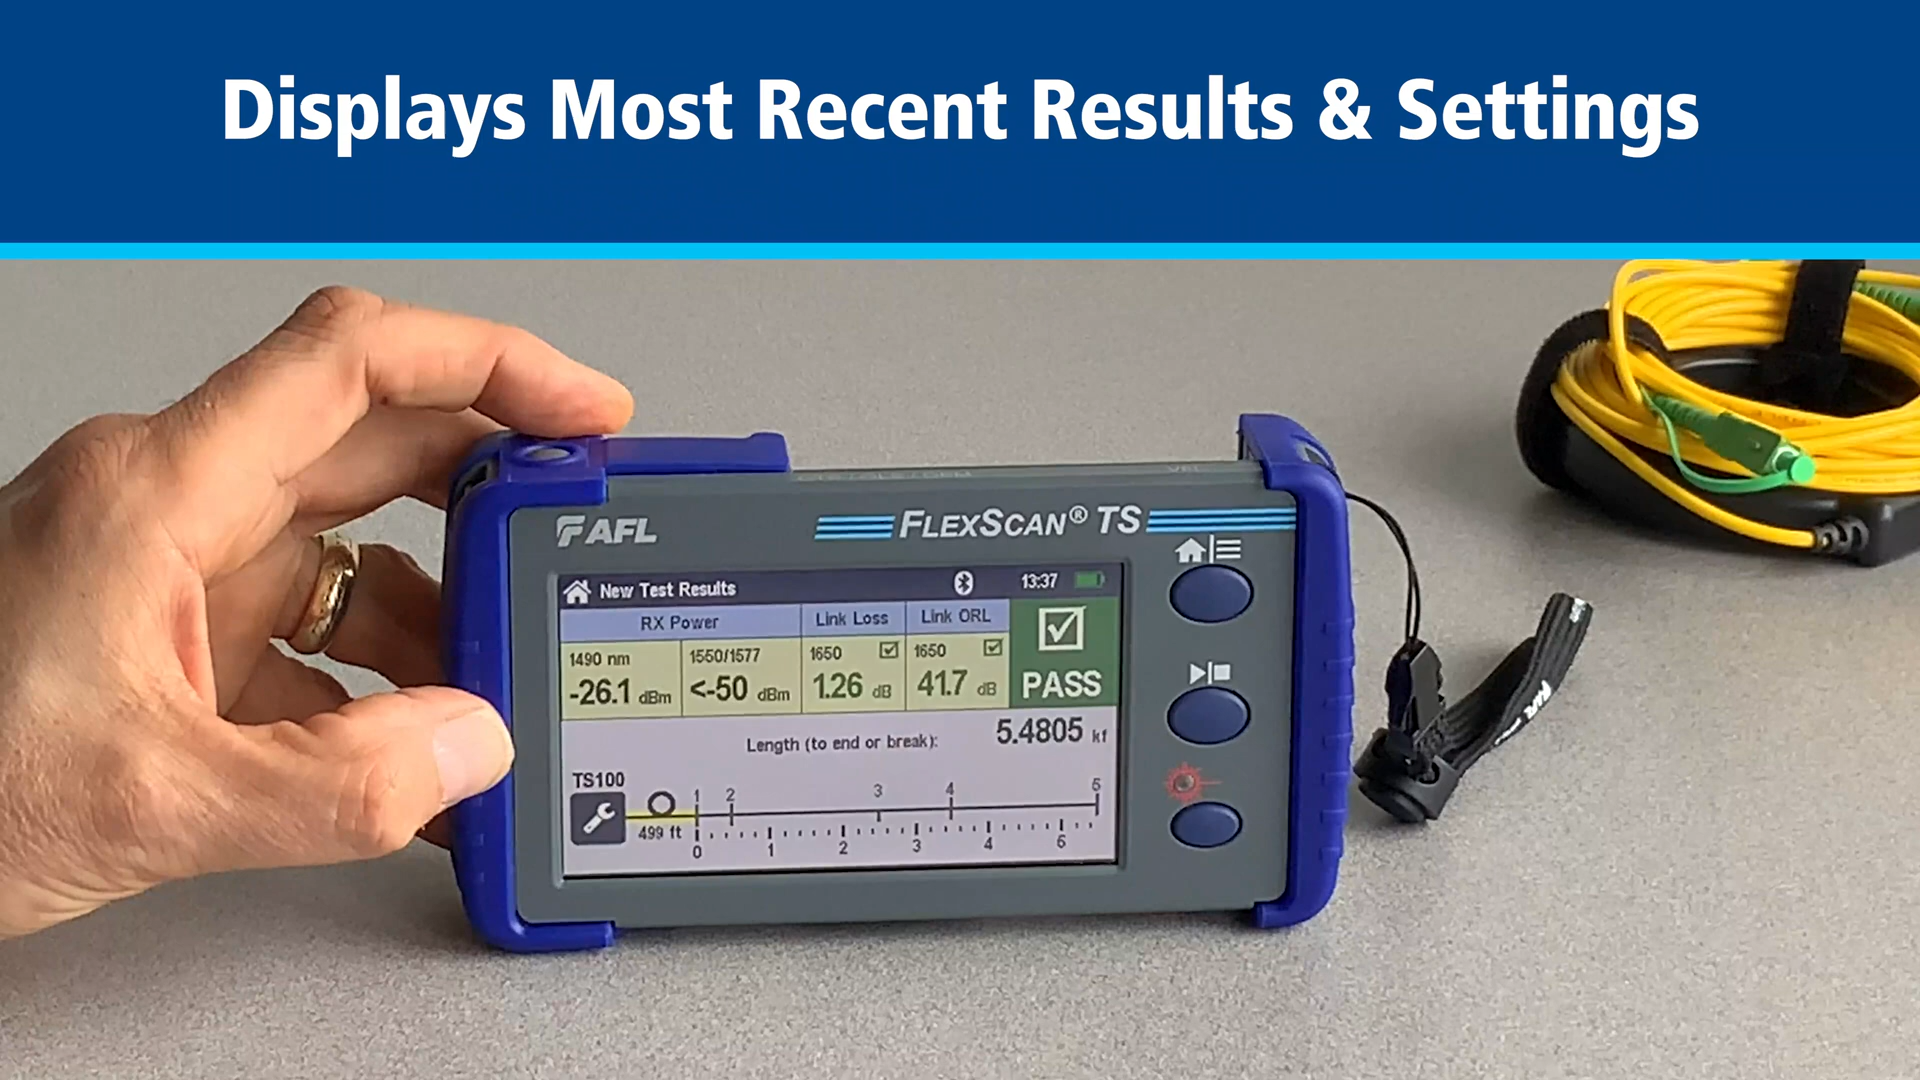 Displays Most Recent Results & Settings
AFL
FLEXSCAN® TS
New Test Results
13:37
RX Power
Link Loss
Link ORL
1490 nm
1550/1577
1650
1650
-26.1 dBm
<-50 dBm
1.26 dB
41.7 dB
PASS
Length (to end or break):
5.4805 kf
TS100
1 2 3 4 5
499 ft
0 1 2 3 4 5